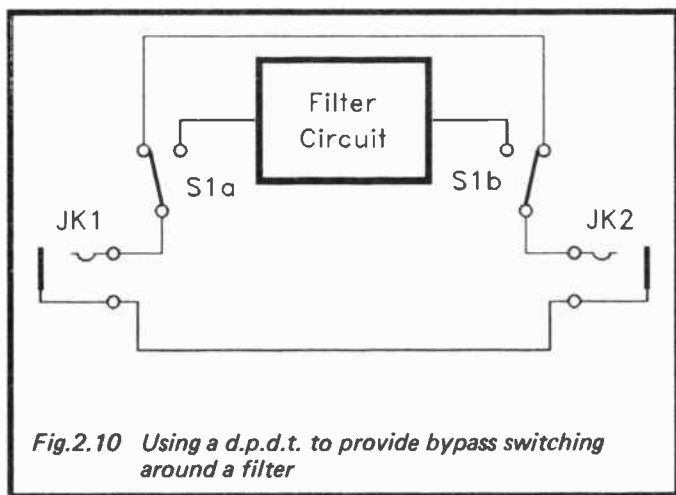 Filter
Circuit
S1a
S1b
JK1
JK2
Fig.2.10 Using a d.p.d.t. to provide bypass switching
around a filter